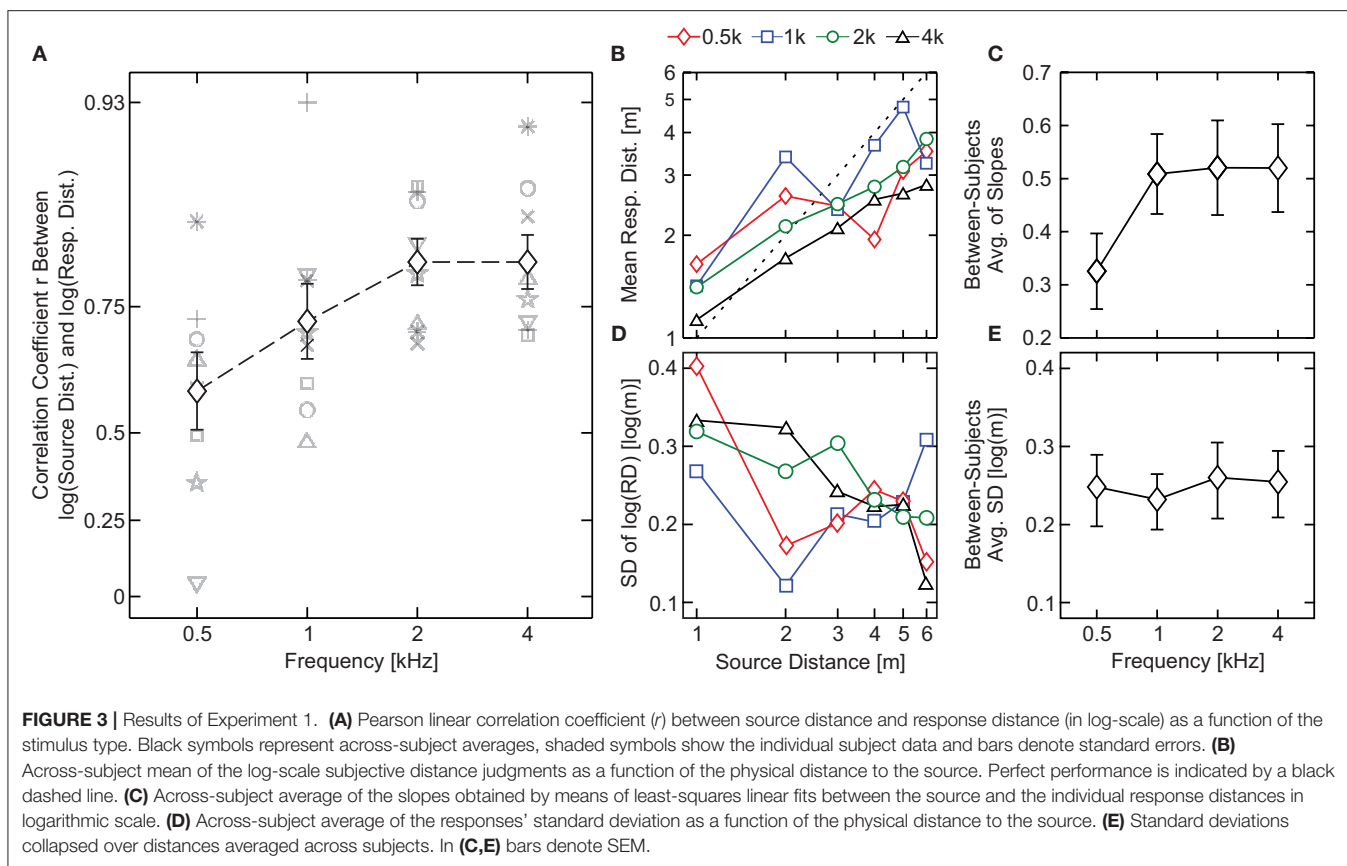 A
Correlation Coefficient r Between
log(Source Dist.) and log(Resp. Dist.)
0.93
0.75
0.5
0.25
0
0.5 1 2 4
Frequency [kHz]
0.5k 1k 2k 4k
B
Mean Resp. Dist. [m]
6
5
4
3
2
1
C
Between-Subjects
Avg. of Slopes
0.7
0.6
0.5
0.4
0.3
0.2
D
SD of log(RD) [log(m)]
0.4
0.3
0.2
0.1
1 2 3 4 5 6
Source Distance [m]
E
Between-Subjects
Avg. SD [log(m)]
0.4
0.3
0.2
0.1
0.5 1 2 4
Frequency [kHz]
FIGURE 3 | Results of Experiment 1. (A) Pearson linear correlation coefficient (r) between source distance and response distance (in log-scale) as a function of the
stimulus type. Black symbols represent across-subject averages, shaded symbols show the individual subject data and bars denote standard errors. (B)
Across-subject mean of the log-scale subjective distance judgments as a function of the physical distance to the source. Perfect performance is indicated by a black
dashed line. (C) Across-subject average of the slopes obtained by means of least-squares linear fits between the source and the individual response distances in
logarithmic scale. (D) Across-subject average of the responses' standard deviation as a function of the physical distance to the source. (E) Standard deviations
collapsed over distances averaged across subjects. In (C,E) bars denote SEM.